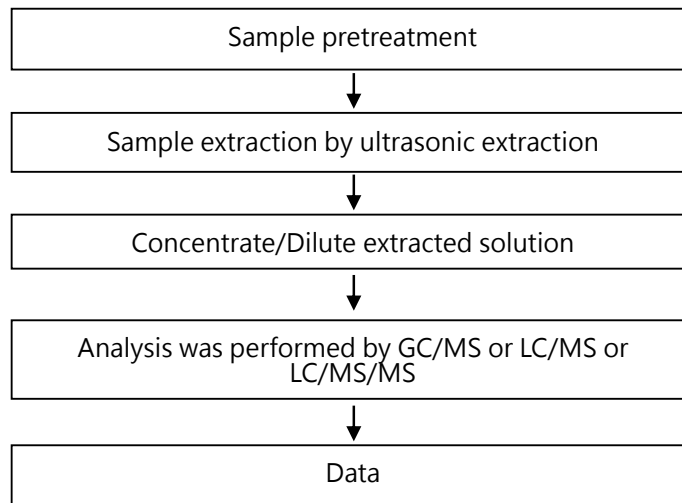 Sample pretreatment
Sample extraction by ultrasonic extraction
Concentrate/Dilute extracted solution
Analysis was performed by GC/MS or LC/MS or
LC/MS/MS
Data